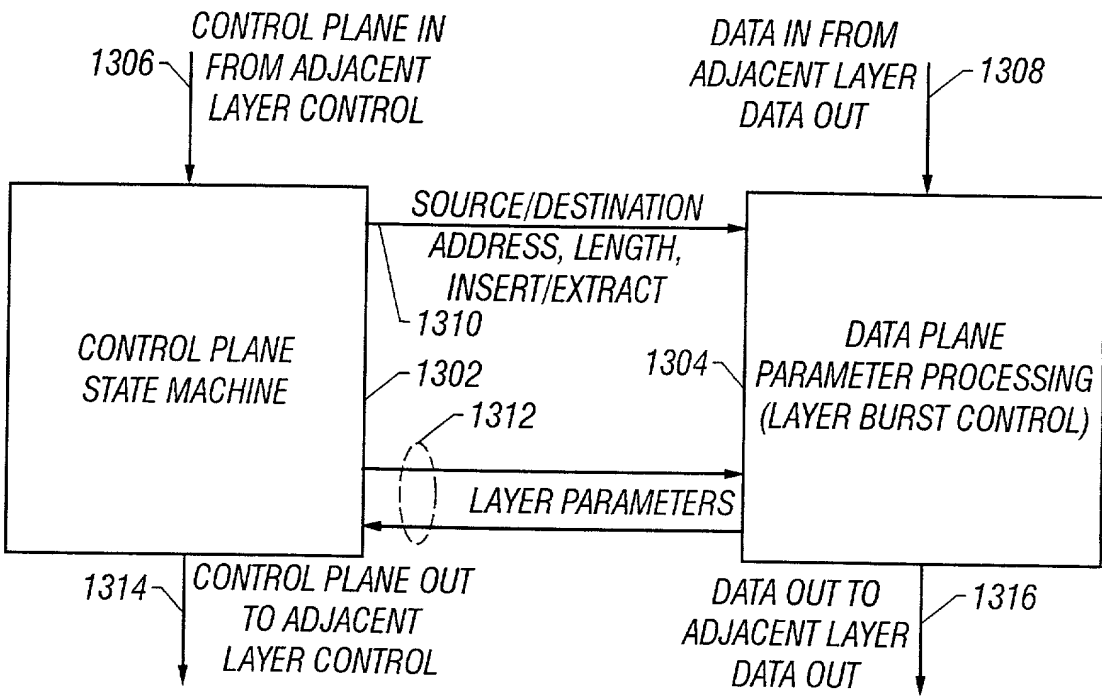 CONTROL PLANE IN
FROM ADJACENT
LAYER CONTROL
1306
DATA IN FROM
ADJACENT LAYER
DATA OUT
1308
SOURCE/DESTINATION
ADDRESS, LENGTH,
INSERT/EXTRACT
1310
CONTROL PLANE
STATE MACHINE
1302
1304
DATA PLANE
PARAMETER PROCESSING
(LAYER BURST CONTROL)
1312
LAYER PARAMETERS
1314
CONTROL PLANE OUT
TO ADJACENT
LAYER CONTROL
DATA OUT TO
ADJACENT LAYER
DATA OUT
1316